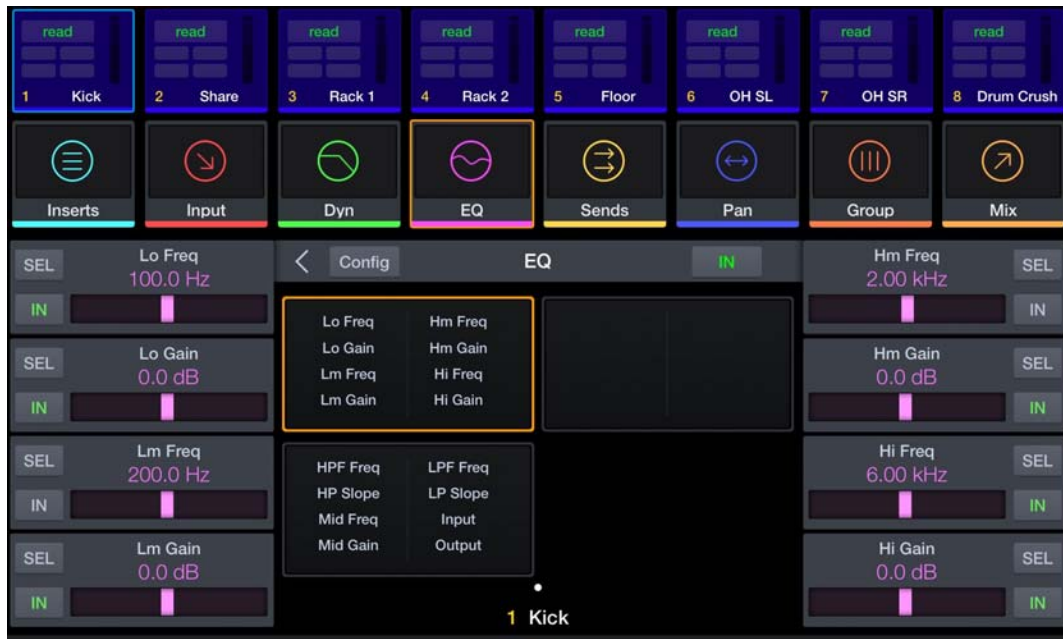 read read read read read read read read
1 Kick 2 Share 3 Rack 1 4 Rack 2 5 Floor 6 OH SL 7 OH SR 8 Drum Crush
Inserts Input Dyn EQ Sends Pan Group Mix
SEL Lo Freq
100.0 Hz
IN
SEL Lo Gain
0.0 dB
IN
SEL Lm Freq
200.0 Hz
IN
SEL Lm Gain
0.0 dB
IN
Config EQ IN
Lo Freq Hm Freq
Lo Gain Hm Gain
Lm Freq Hi Freq
Lm Gain Hi Gain
HPF Freq LPF Freq
HP Slope LP Slope
Mid Freq Input
Mid Gain Output
1 Kick
Hm Freq SEL
2.00 kHz
IN
Hm Gain SEL
0.0 dB
IN
Hi Freq SEL
6.00 kHz
IN
Hi Gain SEL
0.0 dB
IN